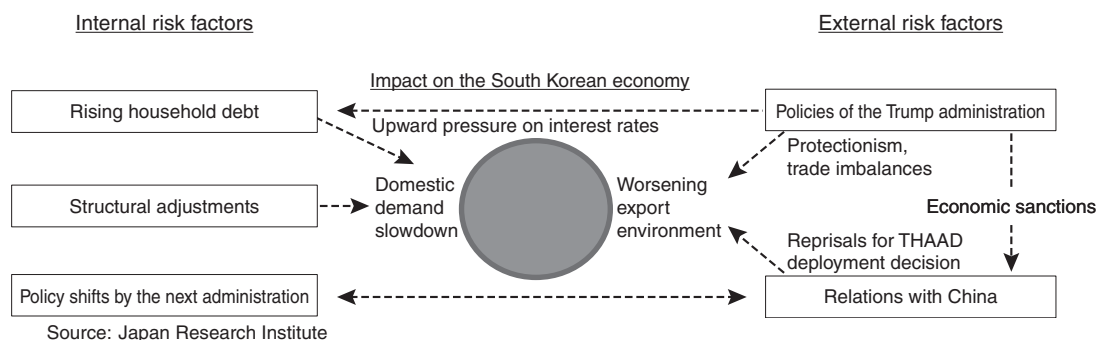 Internal risk factors
External risk factors
Impact on the South Korean economy
Rising household debt
Policies of the Trump administration
Upward pressure on interest rates
Protectionism,
trade imbalances
Structural adjustments
Domestic
demand
slowdown
Worsening
export
environment
Economic sanctions
Reprisals for THAAD
deployment decision
Policy shifts by the next administration
Relations with China
Source: Japan Research Institute